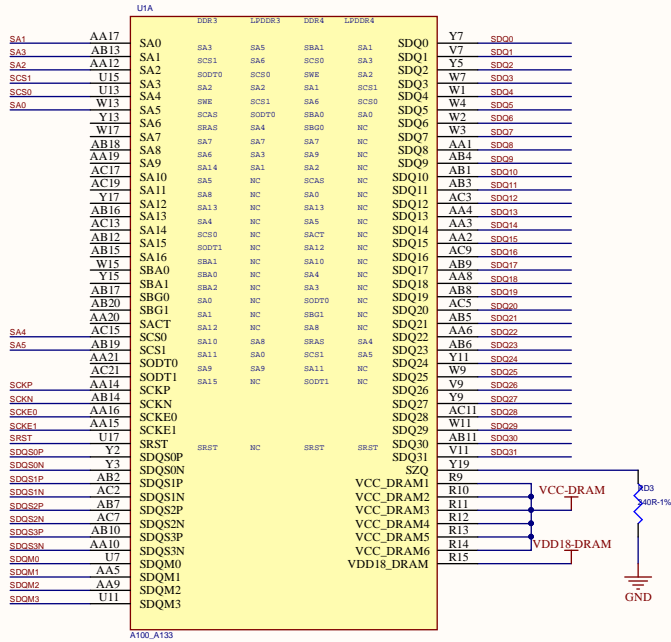 U1A
DDR3 LPDDR3 DDR4 LPDDR4
SA1 AA17 SA0 SA3 SA5 SBA1 SA1 SDQ0 Y7 SDQ0
SA3 AB13 SA1 SCS1 SA6 SCS0 SA3 SDQ1 V7 SDQ1
SA2 AA12 SA2 SODT0 SCS0 SWE SA2 SDQ2 Y5 SDQ2
SCS1 U15 SA3 SA2 SA2 SA1 SCS1 SDQ3 W7 SDQ3
SCS0 U13 SA4 SWE SCS1 SA6 SCS0 SDQ4 W1 SDQ4
SA0 W13 SA5 SCAS SODT0 SBA0 SA0 SDQ5 W4 SDQ5
Y13 SA6 SRAS SA4 SBG0 NC SDQ6 W2 SDQ6
W17 SA7 SA7 SA7 SA7 NC SDQ7 W3 SDQ7
AB18 SA8 SA6 SA3 SA9 NC SDQ8 AA1 SDQ8
AA19 SA9 SA14 SA1 SA2 NC SDQ9 AB4 SDQ9
AC17 SA10 SA5 NC SCAS NC SDQ10 AB1 SDQ10
AC19 SA11 SA8 NC SA0 NC SDQ11 AB3 SDQ11
Y17 SA12 SA13 NC SA13 NC SDQ12 AC3 SDQ12
AB16 SA13 SA4 NC SA5 NC SDQ13 AA4 SDQ13
AC13 SA14 SCS0 NC SACT NC SDQ14 AA3 SDQ14
AB12 SA15 SODT1 NC SA12 NC SDQ15 AA2 SDQ15
AB15 SA16 SBA1 NC SA10 NC SDQ16 AC9 SDQ16
W15 SBA0 SBA0 NC SA4 NC SDQ17 AB9 SDQ17
Y15 SBA1 SBA2 NC SA3 NC SDQ18 AA8 SDQ18
AB17 SBG0 SA0 NC SODT0 NC SDQ19 AB8 SDQ19
AB20 SBG1 SA1 NC SBG1 NC SDQ20 AC5 SDQ20
AA20 SACT SA12 NC SA8 NC SDQ21 AB5 SDQ21
SA4 AC15 SCS0 SA10 SA8 SRAS SA4 SDQ22 AA6 SDQ22
SA5 AB19 SCS1 SA11 SA0 SCS1 SA5 SDQ23 AB6 SDQ23
AA21 SODT0 SA9 SA9 SA11 NC SDQ24 Y11 SDQ24
AC21 SODT1 SA15 NC SODT1 NC SDQ25 W9 SDQ25
SCKP AA14 SCKP SDQ26 V9 SDQ26
SCKN AB14 SCKN SDQ27 Y9 SDQ27
SCKE0 AA16 SCKE0 SDQ28 AC11 SDQ28
SCKE1 AA15 SCKE1 SDQ29 W11 SDQ29
SRST U17 SRST SRST NC SRST SRST SDQ30 AB11 SDQ30
SDQS0P Y2 SDQS0P SDQ31 V11 SDQ31
SDQS0N Y3 SDQS0N SZQ Y19
SDQS1P AB2 SDQS1P VCC_DRAM1 R9
SDQS1N AC2 SDQS1N VCC_DRAM2 R10 VCC-DRAM
SDQS2P AB7 SDQS2P VCC_DRAM3 R11
SDQS2N AC7 SDQS2N VCC_DRAM4 R12
SDQS3P AB10 SDQS3P VCC_DRAM5 R13
SDQS3N AA10 SDQS3N VCC_DRAM6 R14 VDD18-DRAM
SDQM0 U7 SDQM0 VDD18_DRAM R15
SDQM1 AA5 SDQM1
SDQM2 AA9 SDQM2
SDQM3 U11 SDQM3
240R-1%
GND
A100_A133